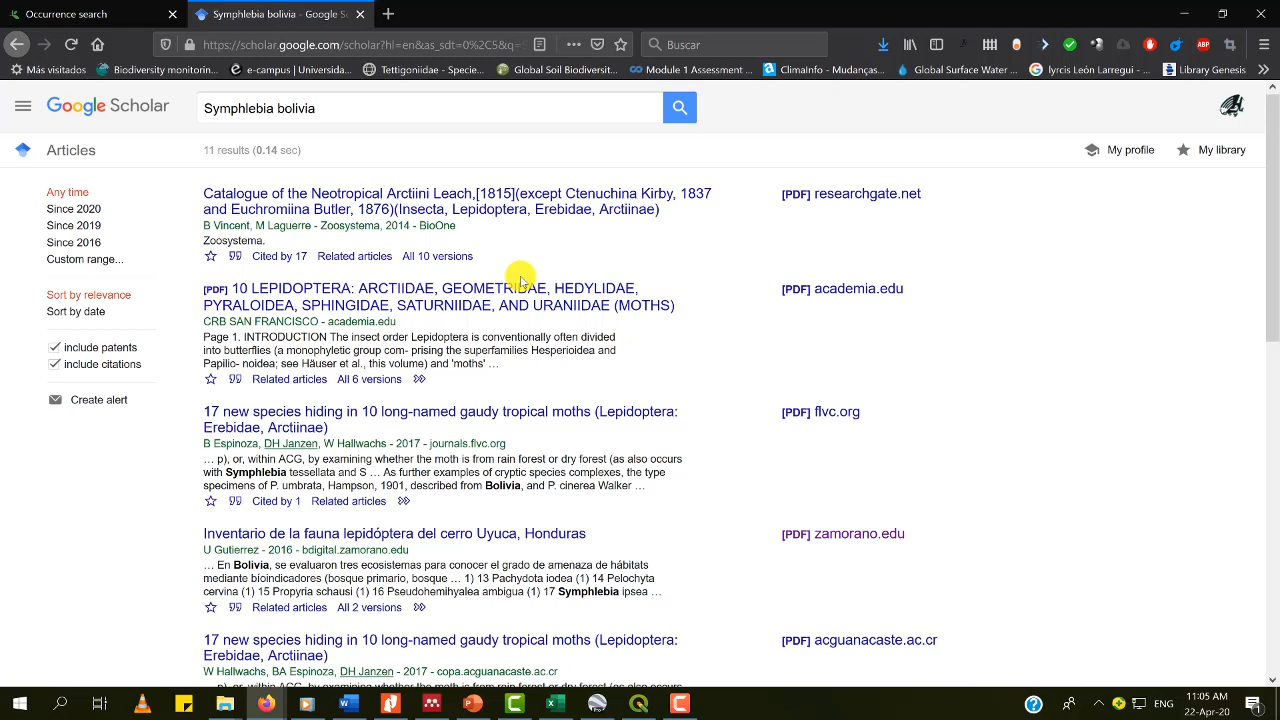 Occurrence search
Symphlebia bolivia - Google Sc
https://scholar.google.com/scholar?hl=en&as_sdt=0%2C5&q=S
Buscar
Más visitados
Biodiversity monitori...
e-campus | Universida...
Tettigoniidae - Specie...
Global Soil Biodiversit...
Module 1 Assessment ...
ClimaInfo - Mudanças...
Global Surface Water ...
lyrics León Larregui - ...
Library Genesis
Google Scholar
Symphlebia bolivia
Articles
11 results (0.14 sec)
My profile
My library
Any time
Since 2020
Since 2019
Since 2016
Custom range...
Sort by relevance
Sort by date
include patents
include citations
Create alert
Catalogue of the Neotropical Arctiini Leach,[1815](except Ctenuchina Kirby, 1837
and Euchromiina Butler, 1876)(Insecta, Lepidoptera, Erebidae, Arctiinae)
[PDF] researchgate.net
B Vincent, M Laguerre - Zoosystema, 2014 - BioOne
Zoosystema.
Cited by 17 Related articles All 10 versions
[PDF] 10 LEPIDOPTERA: ARCTIIDAE, GEOMETRIDAE, HEDYLIDAE,
PYRALOIDEA, SPHINGIDAE, SATURNIIDAE, AND URANIIDAE (MOTHS)
[PDF] academia.edu
CRB SAN FRANCISCO - academia.edu
Page 1. INTRODUCTION The insect order Lepidoptera is conventionally often divided
into butterflies (a monophyletic group com- prising the superfamilies Hesperioidea and
Papilio- noidea; see Häuser et al., this volume) and 'moths' ...
Related articles All 6 versions
17 new species hiding in 10 long-named gaudy tropical moths (Lepidoptera:
Erebidae, Arctiinae)
[PDF] flvc.org
B Espinoza, DH Janzen, W Hallwachs - 2017 - journals.flvc.org
... p), or, within ACG, by examining whether the moth is from rain forest or dry forest (as also occurs
with Symphlebia tessellata and S ... As further examples of cryptic species complexes, the type
specimens of P. umbrata, Hampson, 1901, described from Bolivia, and P. cinerea Walker ...
Cited by 1 Related articles
Inventario de la fauna lepidóptera del cerro Uyuca, Honduras
[PDF] zamorano.edu
U Gutierrez - 2016 - bdigital.zamorano.edu
... En Bolivia, se evaluaron tres ecosistemas para conocer el grado de amenaza de hábitats
mediante bioindicadores (bosque primario, bosque ... 1) 13 Pachydota iodea (1) 14 Pelochyta
cervina (1) 15 Propyria schausi (1) 16 Pseudohemihyalea ambigua (1) 17 Symphlebia ipsea ...
Related articles All 2 versions
17 new species hiding in 10 long-named gaudy tropical moths (Lepidoptera:
Erebidae, Arctiinae)
[PDF] acguanacaste.ac.cr
W Hallwachs, BA Espinoza, DH Janzen - 2017 - copa.acguanacaste.ac.cr
11:05 AM
22-Apr-20